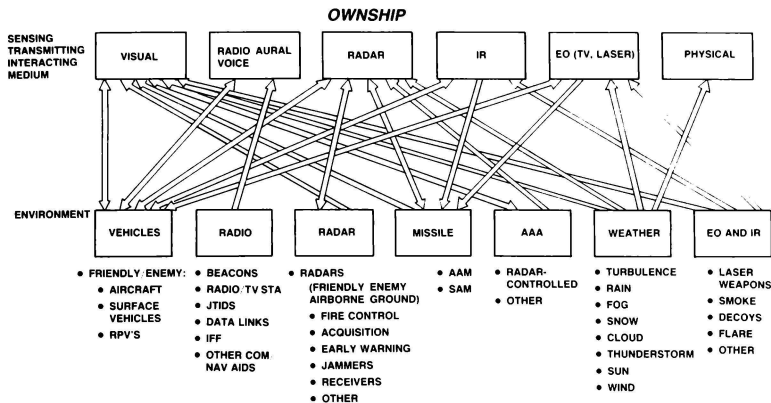 OWNSHIP
SENSING
TRANSMITTING
INTERACTING
MEDIUM
VISUAL
RADIO AURAL
VOICE
RADAR
IR
EO (TV, LASER)
PHYSICAL
ENVIRONMENT
VEHICLES
RADIO
RADAR
MISSILE
AAA
WEATHER
EO AND IR
• FRIENDLY/ENEMY:
• AIRCRAFT
• SURFACE
VEHICLES
• RPV'S
• BEACONS
• RADIO/TV STA
• JTIDS
• DATA LINKS
• IFF
• OTHER COM
NAV AIDS
• RADARS
(FRIENDLY ENEMY
AIRBORNE GROUND)
• FIRE CONTROL
• ACQUISITION
• EARLY WARNING
• JAMMERS
• RECEIVERS
• OTHER
• AAM
• SAM
• RADAR-
CONTROLLED
• OTHER
• TURBULENCE
• RAIN
• FOG
• SNOW
• CLOUD
• THUNDERSTORM
• SUN
• WIND
• LASER
WEAPONS
• SMOKE
• DECOYS
• FLARE
• OTHER